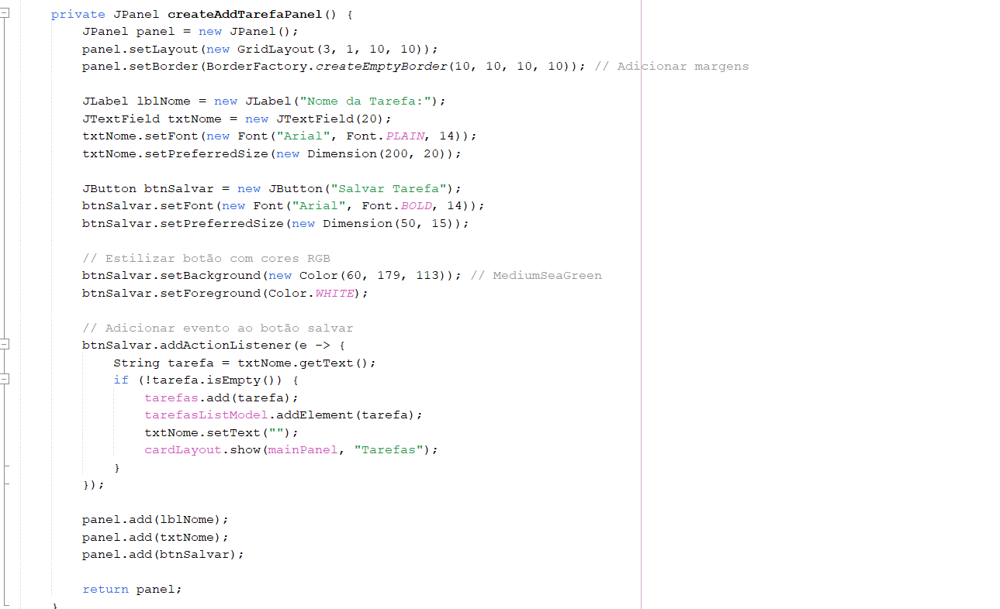 private JPanel createAddTarefaPanel() {
    JPanel panel = new JPanel();
    panel.setLayout(new GridLayout(3, 1, 10, 10));
    panel.setBorder(BorderFactory.createEmptyBorder(10, 10, 10, 10)); // Adicionar margens

    JLabel lblNome = new JLabel("Nome da Tarefa:");
    JTextField txtNome = new JTextField(20);
    txtNome.setFont(new Font("Arial", Font.PLAIN, 14));
    txtNome.setPreferredSize(new Dimension(200, 20));

    JButton btnSalvar = new JButton("Salvar Tarefa");
    btnSalvar.setFont(new Font("Arial", Font.BOLD, 14));
    btnSalvar.setPreferredSize(new Dimension(50, 15));

    // Estilizar botão com cores RGB
    btnSalvar.setBackground(new Color(60, 179, 113)); // MediumSeaGreen
    btnSalvar.setForeground(Color.WHITE);

    // Adicionar evento ao botão salvar
    btnSalvar.addActionListener(e -> {
        String tarefa = txtNome.getText();
        if (!tarefa.isEmpty()) {
            tarefas.add(tarefa);
            tarefasListModel.addElement(tarefa);
            txtNome.setText("");
            cardLayout.show(mainPanel, "Tarefas");
        }
    });

    panel.add(lblNome);
    panel.add(txtNome);
    panel.add(btnSalvar);

    return panel;
}